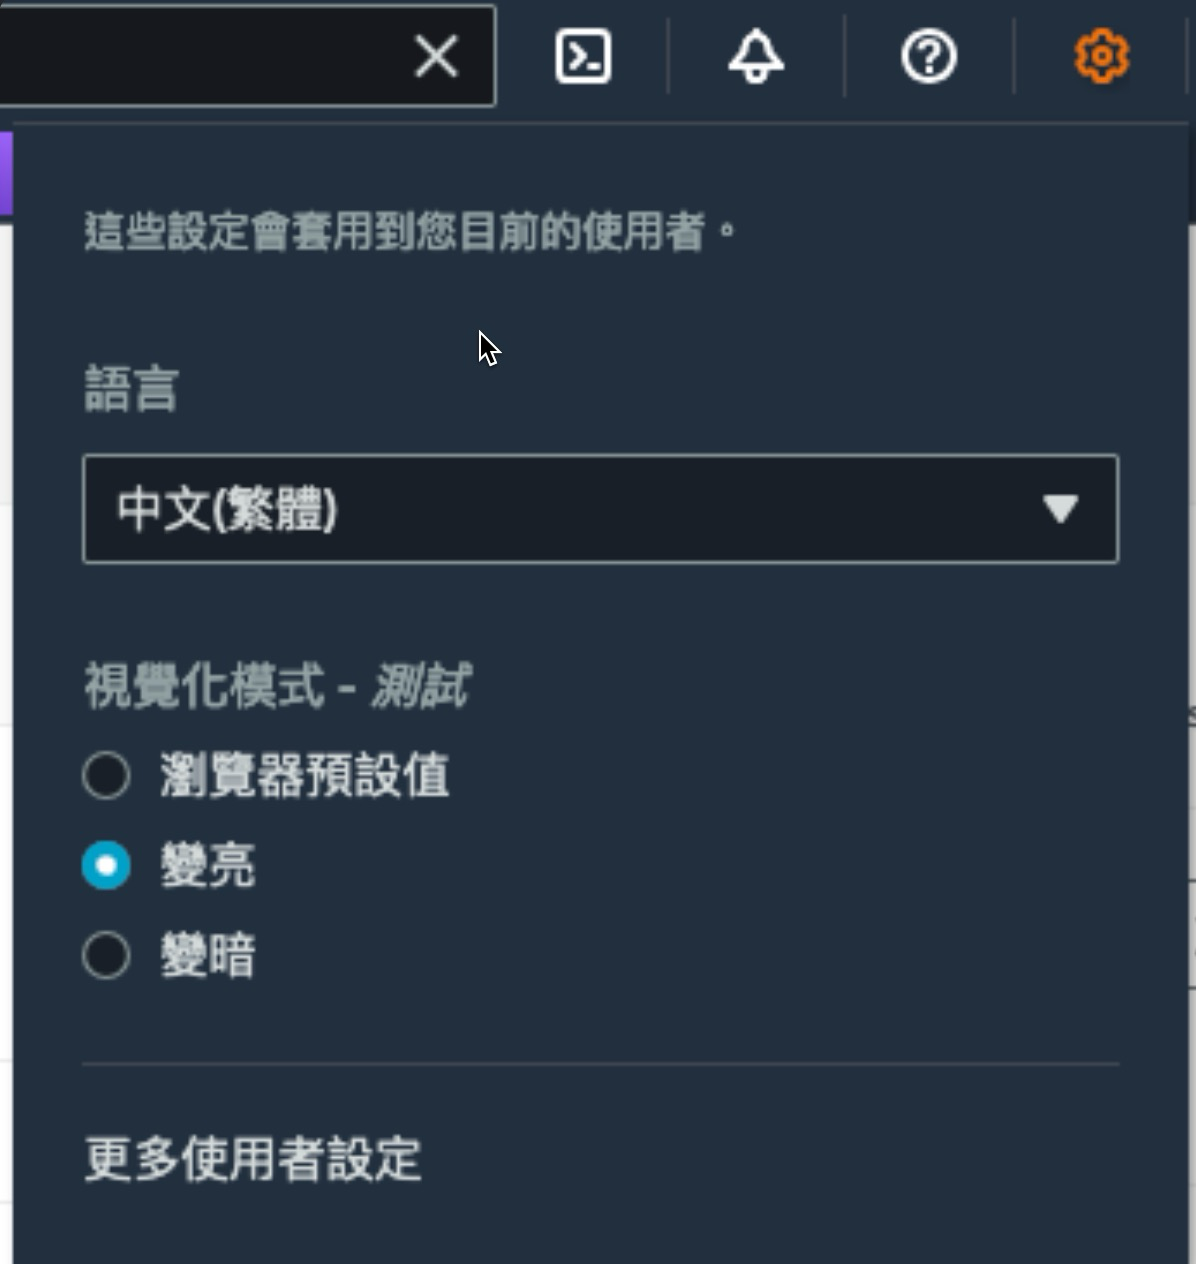 這些設定會套用到您目前的使用者。
語言
中文(繁體)
視覺化模式 - 測試
瀏覽器預設值
變亮
變暗
更多使用者設定